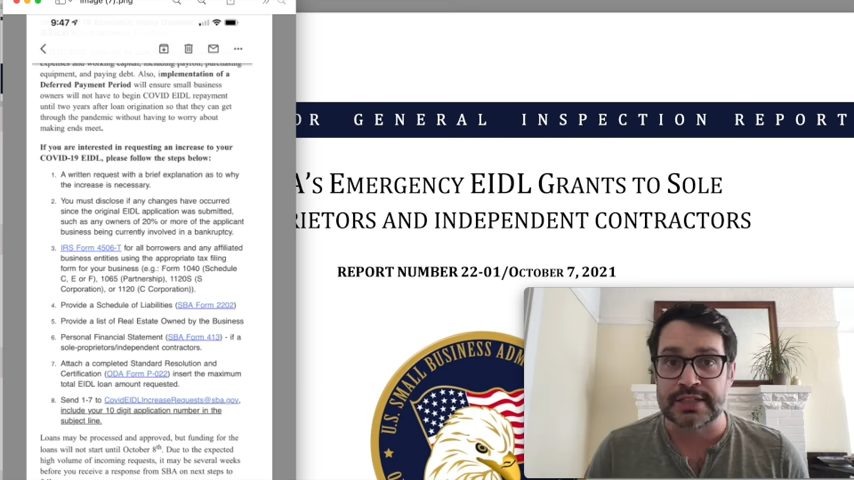 image (7).png
9:47
expenses and working capital, including payroll, purchasing
equipment, and paying debt. Also, implementation of a
Deferred Payment Period will ensure small business
owners will not have to begin COVID EIDL repayment
until two years after loan origination so that they can get
through the pandemic without having to worry about
making ends meet.
If you are interested in requesting an increase to your
COVID-19 EIDL, please follow the steps below:
1. A written request with a brief explanation as to why
the increase is necessary.
2. You must disclose if any changes have occurred
since the original EIDL application was submitted,
such as any owners of 20% or more of the applicant
business being currently involved in a bankruptcy.
3. IRS Form 4506-T for all borrowers and any affiliated
business entities using the appropriate tax filing
form for your business (e.g.: Form 1040 (Schedule
C, E or F), 1065 (Partnership), 1120S (S
Corporation), or 1120 (C Corporation)).
4. Provide a Schedule of Liabilities (SBA Form 2202)
5. Provide a list of Real Estate Owned by the Business
6. Personal Financial Statement (SBA Form 413) - if a
sole-proprietors/independent contractors.
7. Attach a completed Standard Resolution and
Certification (ODA Form P-022) insert the maximum
total EIDL loan amount requested.
8. Send 1-7 to CovidEIDLIncreaseRequests@sba.gov,
include your 10 digit application number in the
subject line.
Loans may be processed and approved, but funding for the
loans will not start until October 8th. Due to the expected
high volume of incoming requests, it may be several weeks
before you receive a response from SBA on next steps to
OR GENERAL INSPECTION REPORT
A'S EMERGENCY EIDL GRANTS TO SOLE
RIETORS AND INDEPENDENT CONTRACTORS
REPORT NUMBER 22-01/OCTOBER 7, 2021
U.S. SMALL BUSINESS ADM